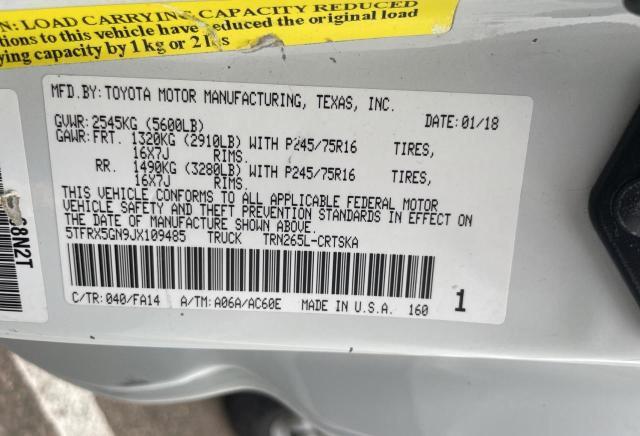 N: LOAD CARRYING CAPACITY REDUCED
tions to this vehicle have reduced the original load
ying capacity by 1 kg or 2 lbs
MFD.BY: TOYOTA MOTOR MANUFACTURING, TEXAS, INC.
GVWR: 2545KG (5600LB) DATE: 01/18
GAWR: FRT. 1320KG (2910LB) WITH P245/75R16 TIRES,
16X7J RIMS.
RR. 1490KG (3280LB) WITH P245/75R16 TIRES,
16X7J RIMS.
THIS VEHICLE CONFORMS TO ALL APPLICABLE FEDERAL MOTOR
VEHICLE SAFETY AND THEFT PREVENTION STANDARDS IN EFFECT ON
THE DATE OF MANUFACTURE SHOWN ABOVE.
5TFRX5GN9JX109485 TRUCK TRN265L-CRTSKA
C/TR: 040/FA14 A/TM: A06A/AC60E MADE IN U.S.A. 160 1
8N2T